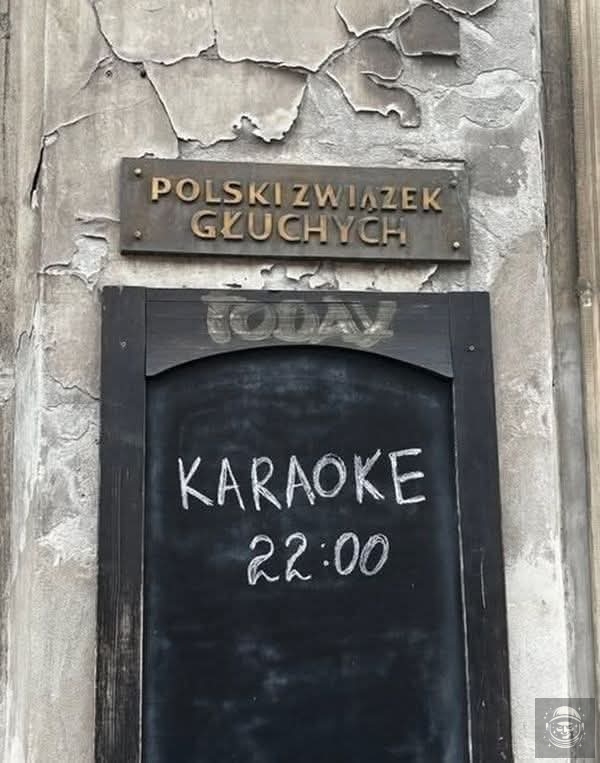 POLSKI ZWIĄZEK
GŁUCHYCH
TODAY
KARAOKE
22:00